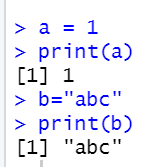 > a = 1
> print(a)
[1] 1
> b="abc"
> print(b)
[1] "abc"